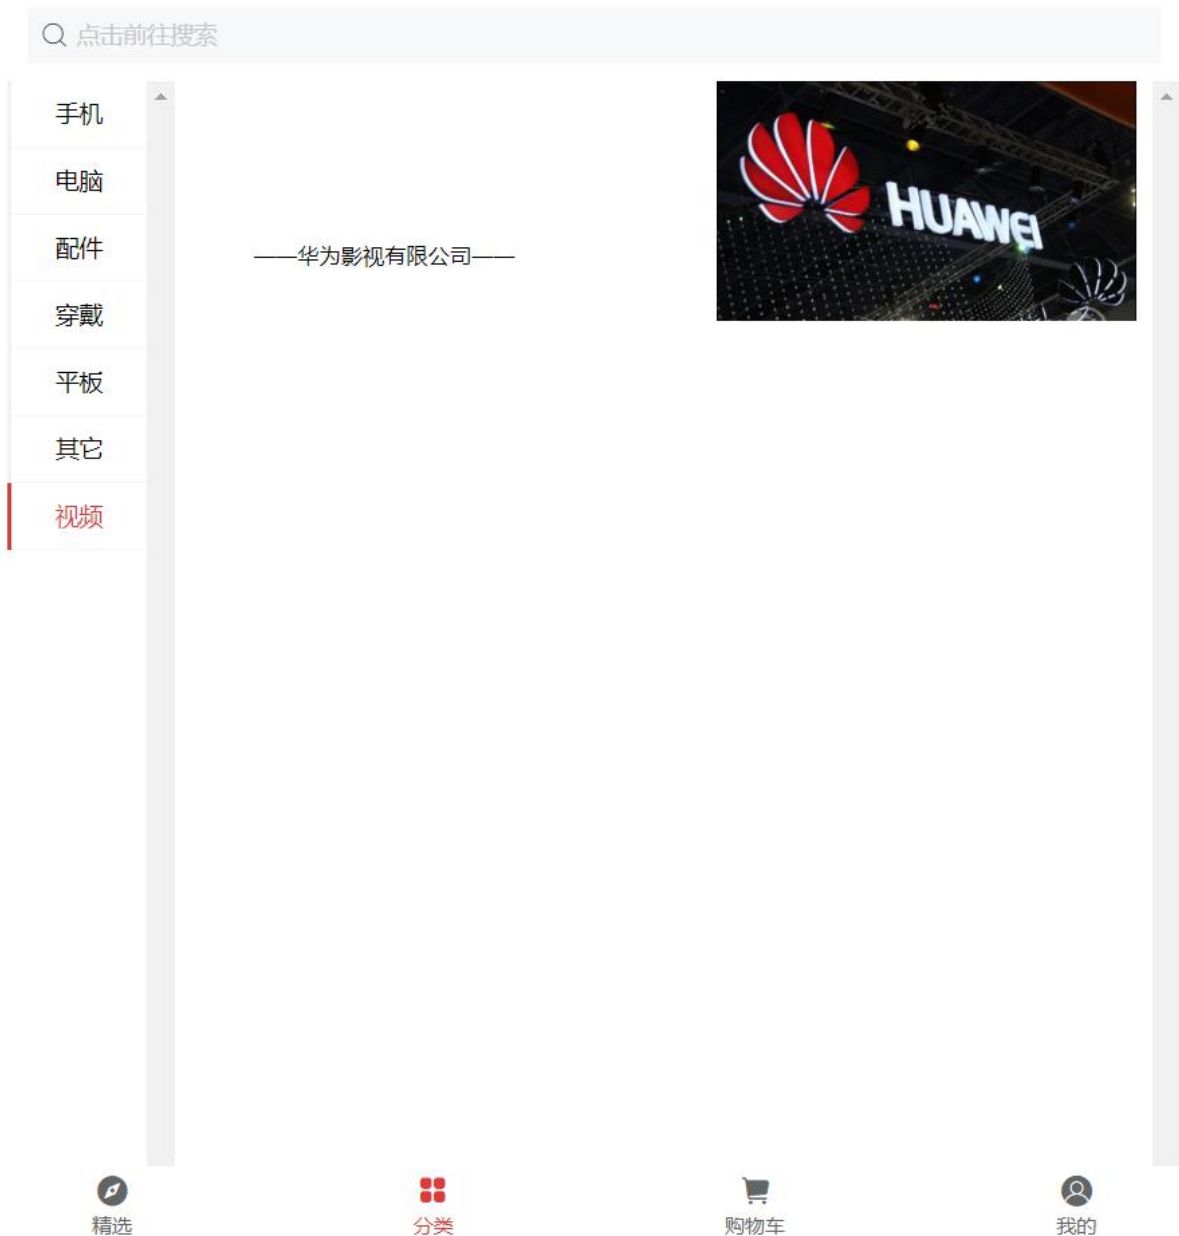 点击前往搜索
手机
电脑
配件
穿戴
平板
其它
视频
——华为影视有限公司——
HUAWEI
精选
分类
购物车
我的